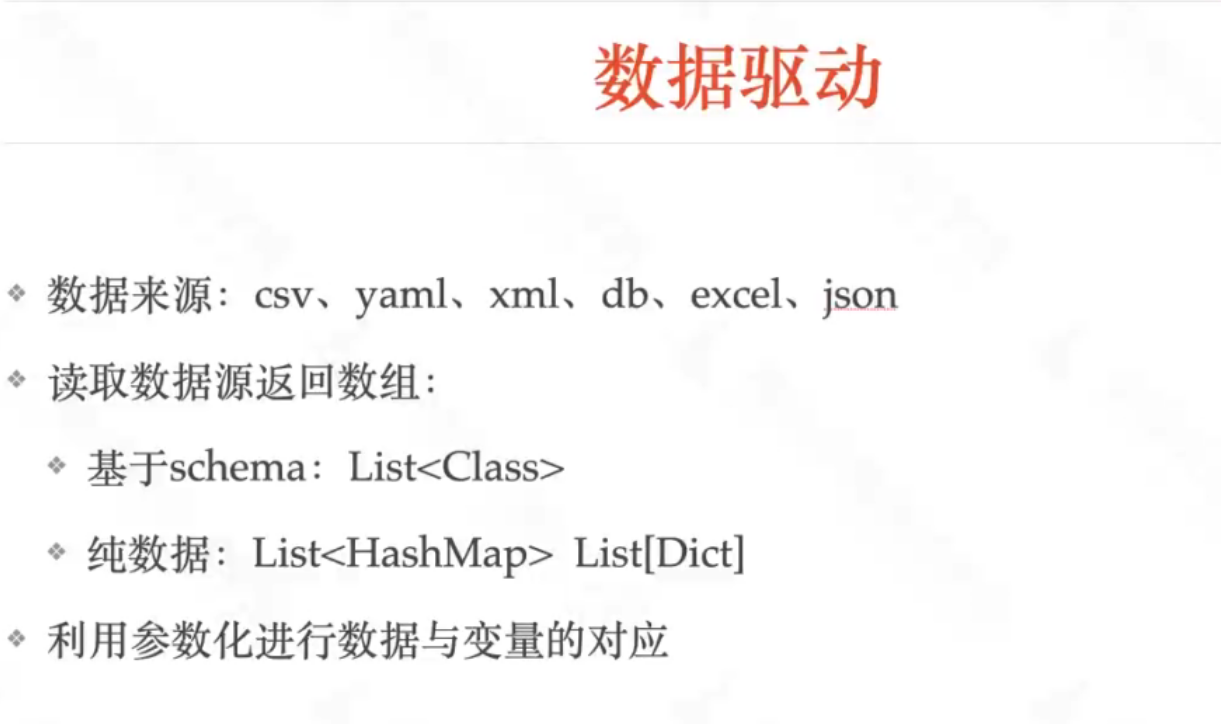 数据驱动
数据来源：csv、yaml、xml、db、excel、json
读取数据源返回数组：
基于schema：List<Class>
纯数据：List<HashMap> List[Dict]
利用参数化进行数据与变量的对应